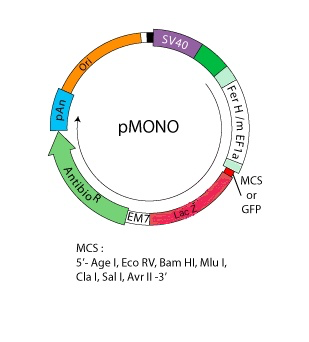 SV40
Ori
Fer H /m EF1a
pAn
pMONO
AntibioR
MCS
or
GFP
EM7
Lac Z
MCS :
5'- Age I, Eco RV, Bam HI, Mlu I,
Cla I, Sal I, Avr II -3'